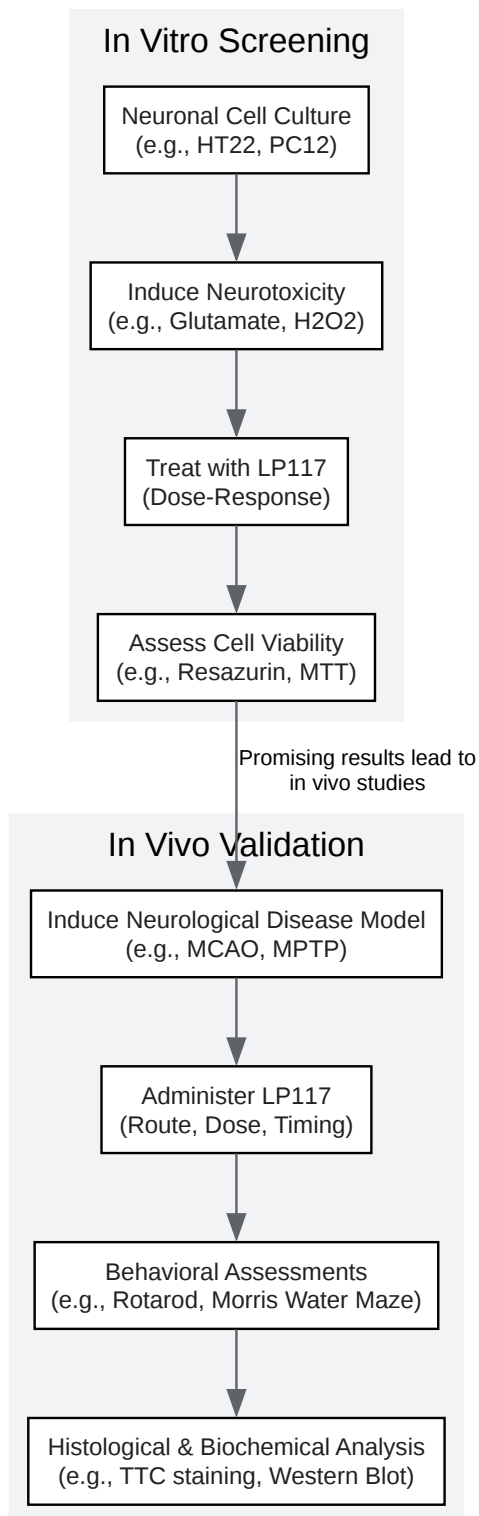 In Vitro Screening
Neuronal Cell Culture
(e.g., HT22, PC12)
Induce Neurotoxicity
(e.g., Glutamate, H2O2)
Treat with LP117
(Dose-Response)
Assess Cell Viability
(e.g., Resazurin, MTT)
Promising results lead to
in vivo studies
In Vivo Validation
Induce Neurological Disease Model
(e.g., MCAO, MPTP)
Administer LP117
(Route, Dose, Timing)
Behavioral Assessments
(e.g., Rotarod, Morris Water Maze)
Histological & Biochemical Analysis
(e.g., TTC staining, Western Blot)